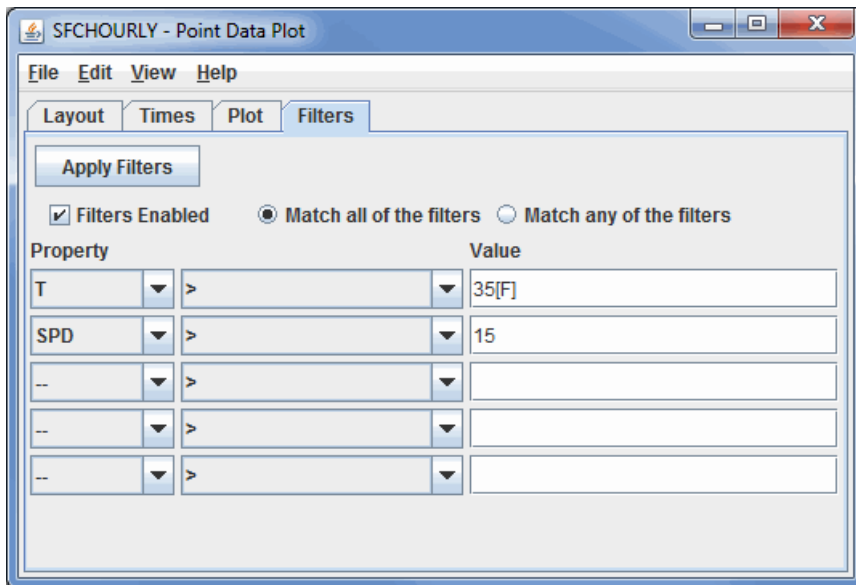 SFCHOURLY - Point Data Plot
File Edit View Help
Layout Times Plot Filters
Apply Filters
Filters Enabled Match all of the filters Match any of the filters
Property Value
T > 35[F]
SPD > 15
-- >
-- >
-- >